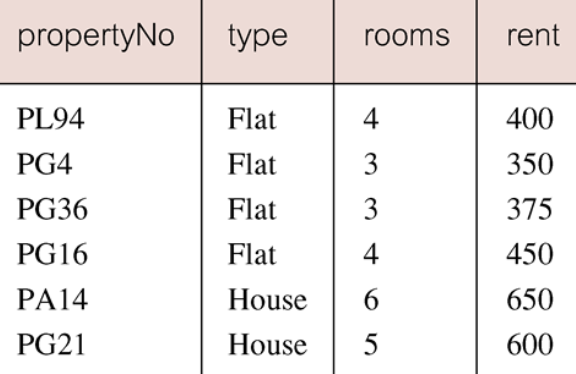 propertyNo type rooms rent
PL94 Flat 4 400
PG4 Flat 3 350
PG36 Flat 3 375
PG16 Flat 4 450
PA14 House 6 650
PG21 House 5 600